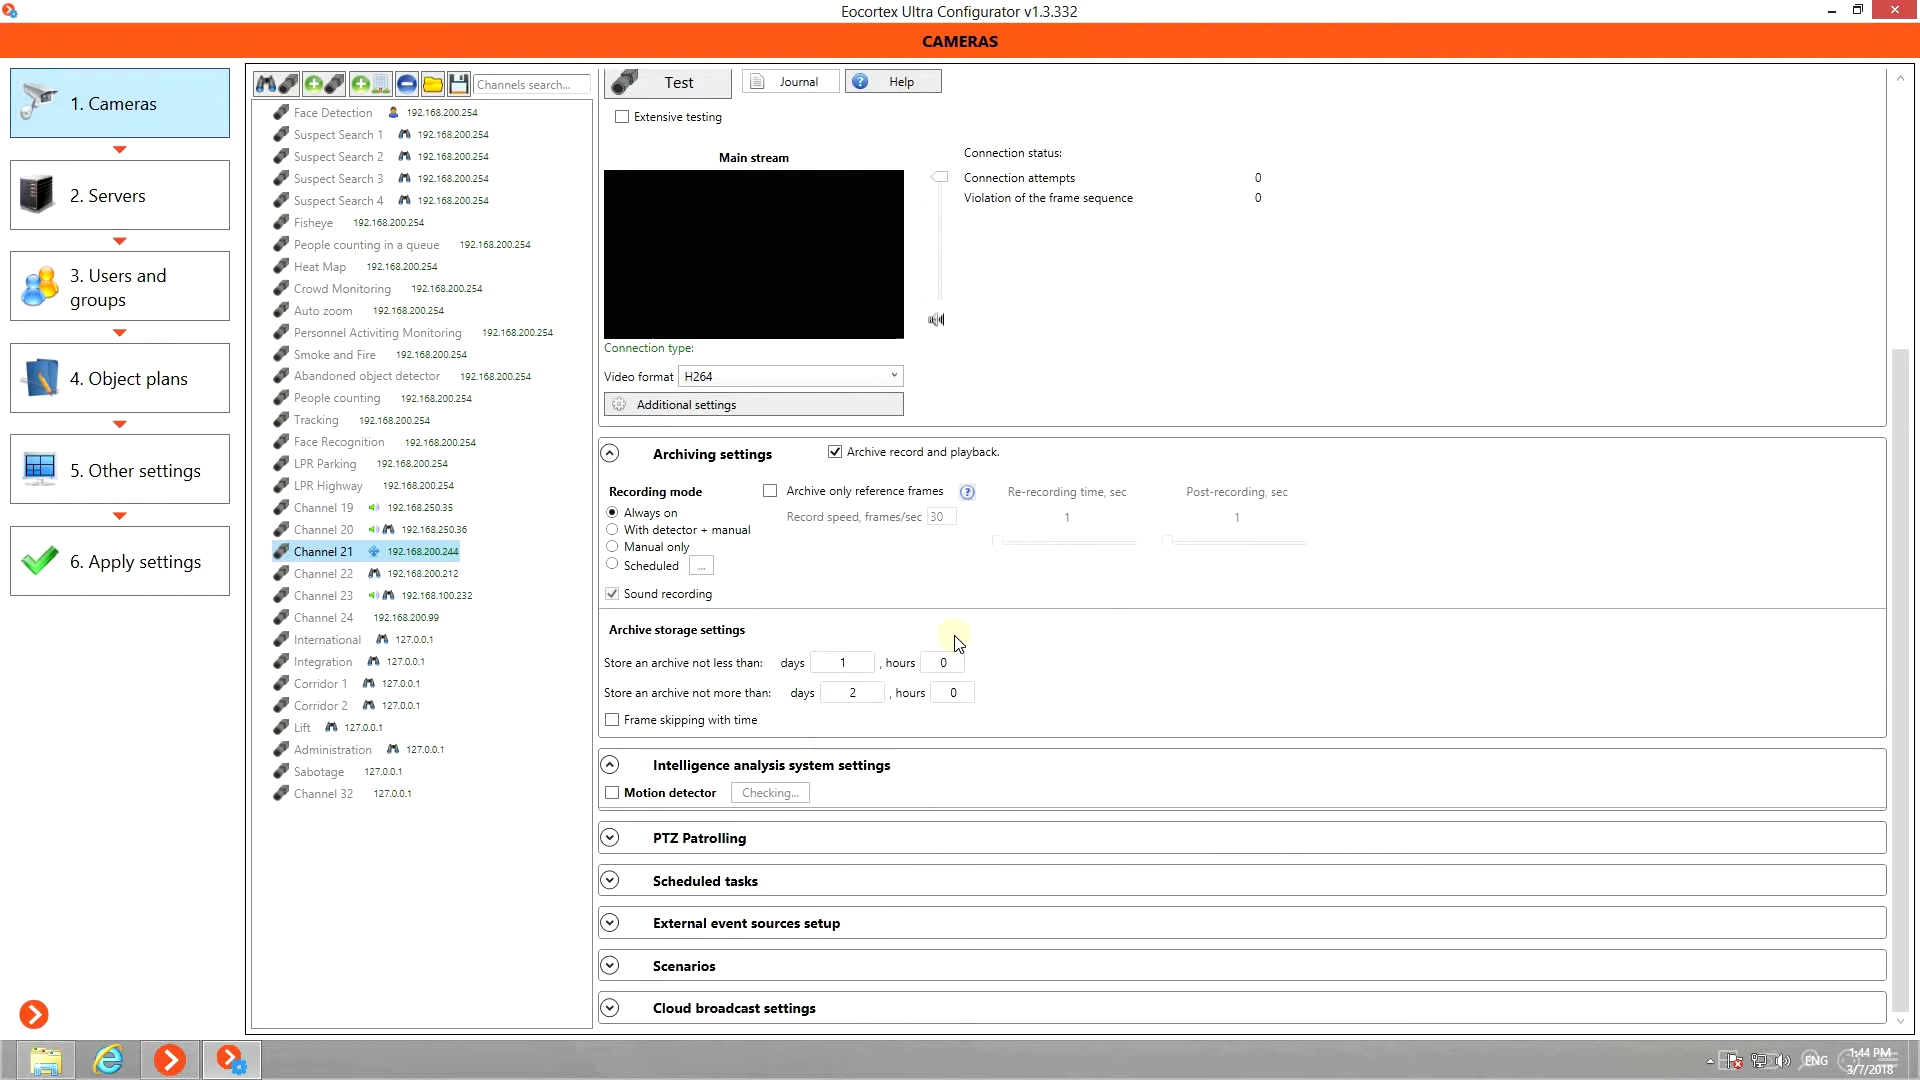 Eocortex Ultra Configurator v1.3.332
CAMERAS
1. Cameras
2. Servers
3. Users and
groups
4. Object plans
5. Other settings
6. Apply settings
Channels search...
Face Detection 192.168.200.254
Suspect Search 1 192.168.200.254
Suspect Search 2 192.168.200.254
Suspect Search 3 192.168.200.254
Suspect Search 4 192.168.200.254
Fisheye 192.168.200.254
People counting in a queue 192.168.200.254
Heat Map 192.168.200.254
Crowd Monitoring 192.168.200.254
Auto zoom 192.168.200.254
Personnel Activiting Monitoring 192.168.200.254
Smoke and Fire 192.168.200.254
Abandoned object detector 192.168.200.254
People counting 192.168.200.254
Tracking 192.168.200.254
Face Recognition 192.168.200.254
LPR Parking 192.168.200.254
LPR Highway 192.168.200.254
Channel 19 192.168.250.35
Channel 20 192.168.250.36
Channel 21 192.168.200.244
Channel 22 192.168.200.212
Channel 23 192.168.100.232
Channel 24 192.168.200.99
International 127.0.0.1
Integration 127.0.0.1
Corridor 1 127.0.0.1
Corridor 2 127.0.0.1
Lift 127.0.0.1
Administration 127.0.0.1
Sabotage 127.0.0.1
Channel 32 127.0.0.1
Test Journal Help
Extensive testing
Main stream
Connection status:
Connection attempts 0
Violation of the frame sequence 0
Connection type:
Video format H264
Additional settings
Archiving settings Archive record and playback.
Recording mode Archive only reference frames Re-recording time, sec Post-recording, sec
Always on Record speed, frames/sec 30 1 1
With detector + manual
Manual only
Scheduled ...
Sound recording
Archive storage settings
Store an archive not less than: days 1 , hours 0
Store an archive not more than: days 2 , hours 0
Frame skipping with time
Intelligence analysis system settings
Motion detector Checking...
PTZ Patrolling
Scheduled tasks
External event sources setup
Scenarios
Cloud broadcast settings
ENG 1:44 PM
3/7/2018